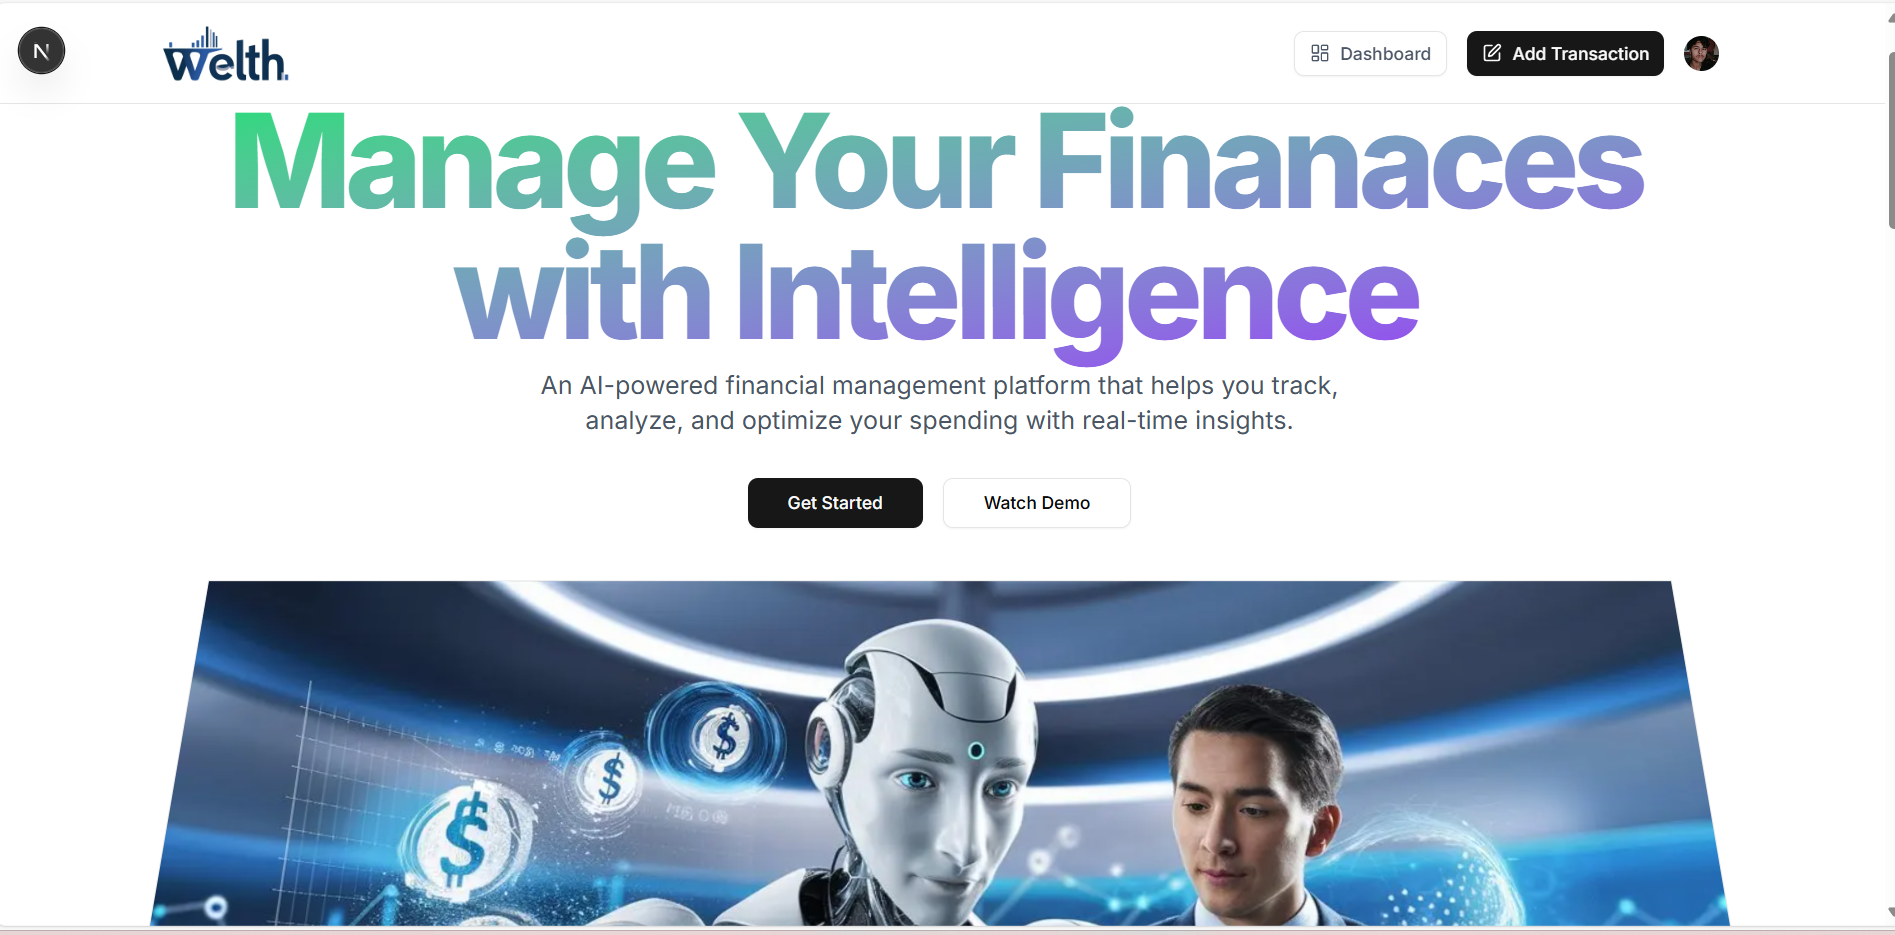 N
Welth.
Dashboard
Add Transaction
Manage Your Finanaces
with Intelligence
An AI-powered financial management platform that helps you track,
analyze, and optimize your spending with real-time insights.
Get Started
Watch Demo
$
$
$